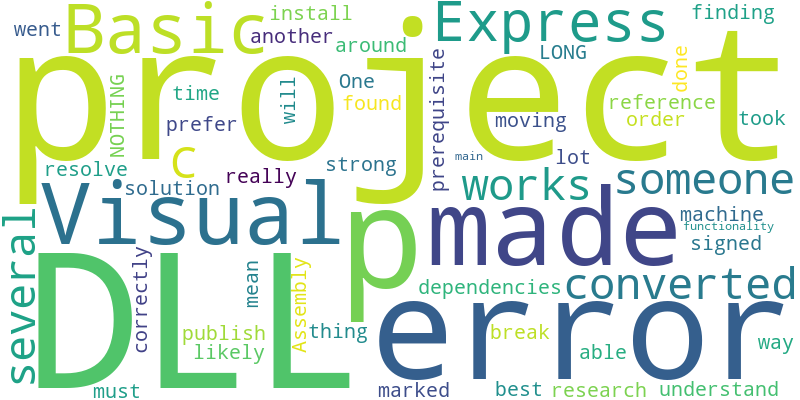 went
Basic
install
another
around
Express
LONG
finding
project
NOTHING
time
prefer
C
will
One
found
prerequisite
moving
done
reference
order
took
resolve
solution
really
strong
main
lot
works
someone
Visual
p
made
machine
functionality
signed
several
DLL
correctly
mean
Assembly
dependencies
converted
error
publish
likely
thing
break
able
way
must
marked
best
research
understand